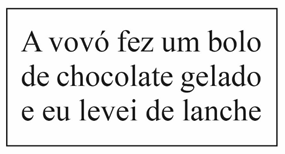 A vovó fez um bolo
de chocolate gelado
e eu levei de lanche